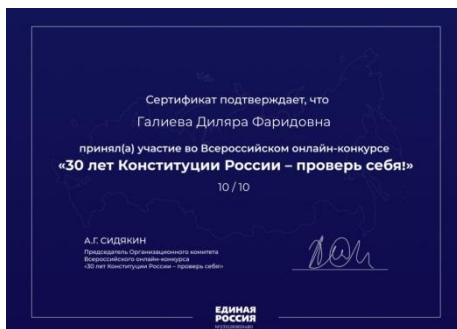 Сертификат подтверждает, что
Галиева Диляра Фаридовна
принял(а) участие во Всероссийском онлайн-конкурсе
«30 лет Конституции России – проверь себя!»
10 / 10
А.Г. СИДЯКИН
Председатель Организационного комитета
Всероссийского онлайн-конкурса
«30 лет Конституции России – проверь себя!»
ЕДИНАЯ
РОССИЯ